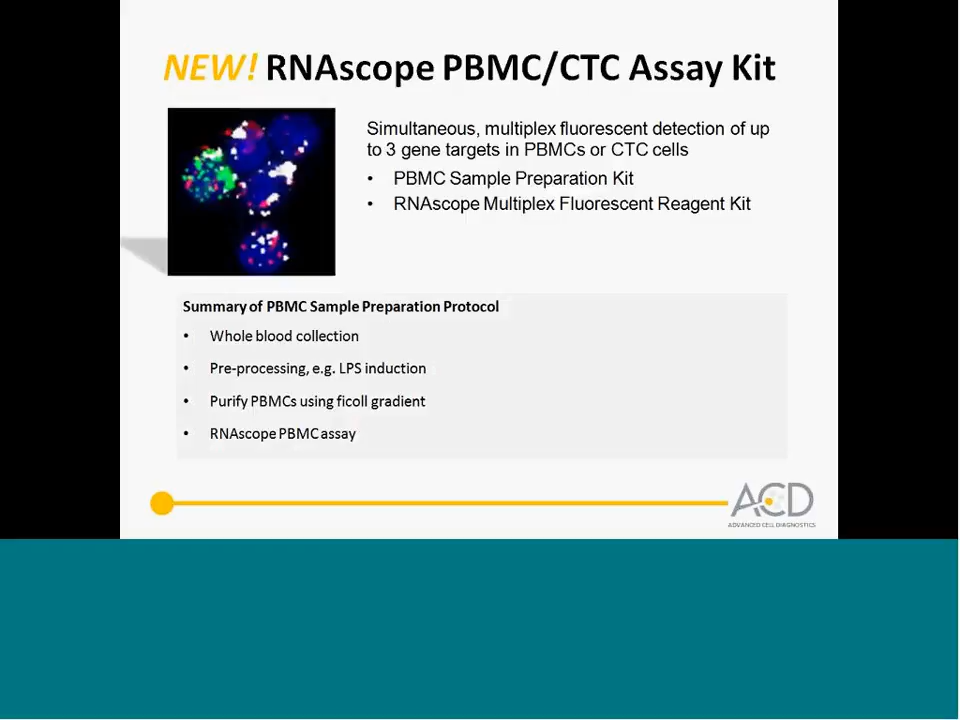 NEW! RNAscope PBMC/CTC Assay Kit
Simultaneous, multiplex fluorescent detection of up
to 3 gene targets in PBMCs or CTC cells
• PBMC Sample Preparation Kit
• RNAscope Multiplex Fluorescent Reagent Kit
Summary of PBMC Sample Preparation Protocol
• Whole blood collection
• Pre-processing, e.g. LPS induction
• Purify PBMCs using ficoll gradient
• RNAscope PBMC assay
ACD
ADVANCED CELL DIAGNOSTICS